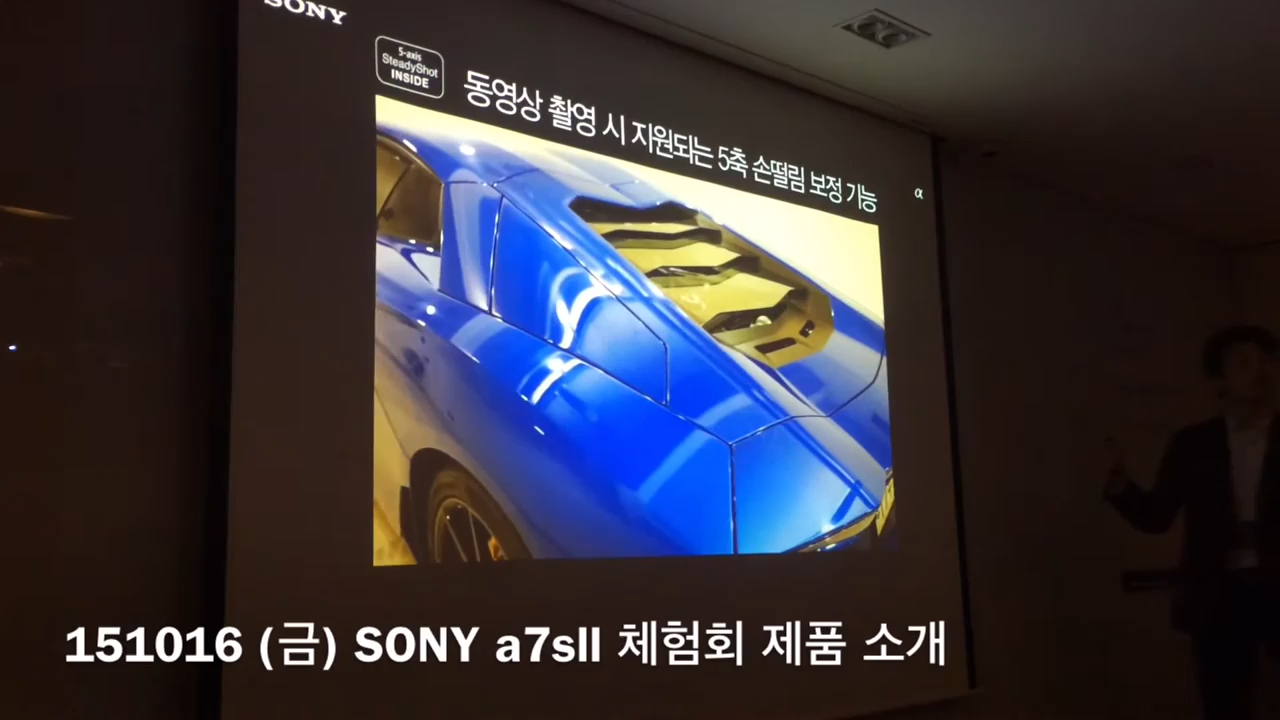 SONY
5-axis
SteadyShot
INSIDE
동영상 촬영 시 지원되는 5축 손떨림 보정 기능
α
151016 (금) SONY a7sII 체험회 제품 소개